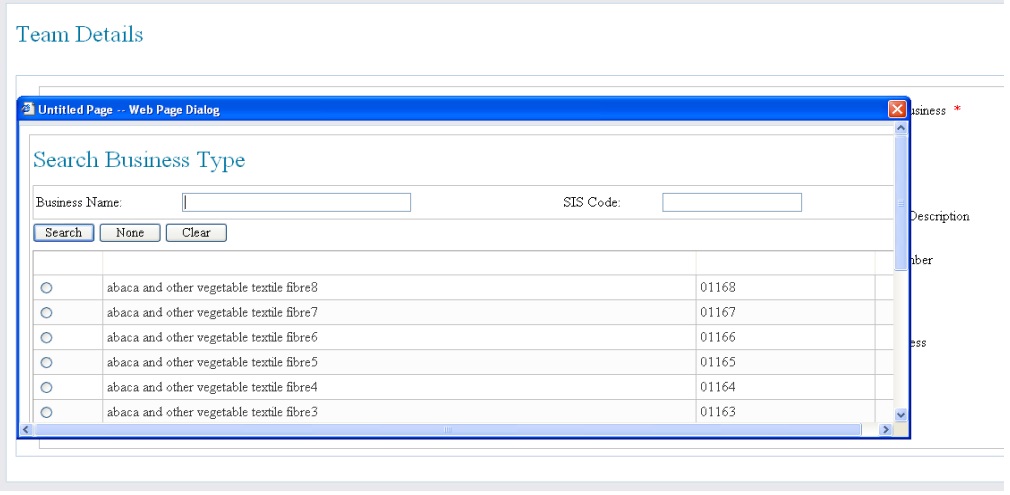 Team Details
Untitled Page -- Web Page Dialog
usiness *
Search Business Type
Business Name: SIS Code:
Description
Search None Clear
nber
abaca and other vegetable textile fibre8 01168
abaca and other vegetable textile fibre7 01167
abaca and other vegetable textile fibre6 01166
ess
abaca and other vegetable textile fibre5 01165
abaca and other vegetable textile fibre4 01164
abaca and other vegetable textile fibre3 01163